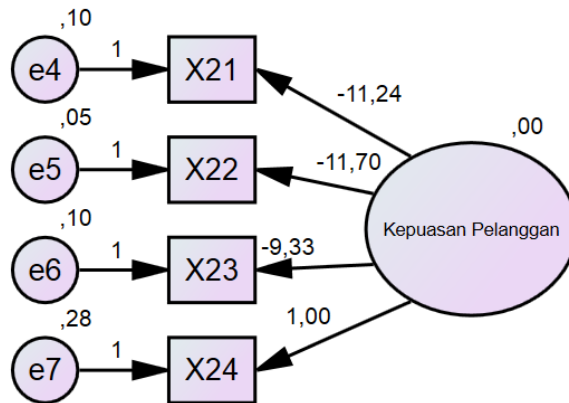 ,10
e4
1
X21
-11,24
,05
e5
1
X22
-11,70
,00
Kepuasan Pelanggan
,10
e6
1
X23
-9,33
,28
e7
1
X24
1,00